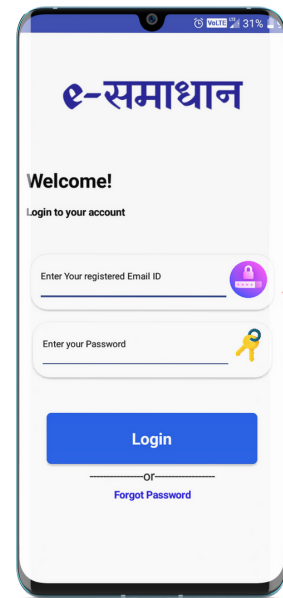 VoLTE 31%
e-समाधान
Welcome!
Login to your account
Enter Your registered Email ID
Enter your Password
Login
----------------or------------------
Forgot Password